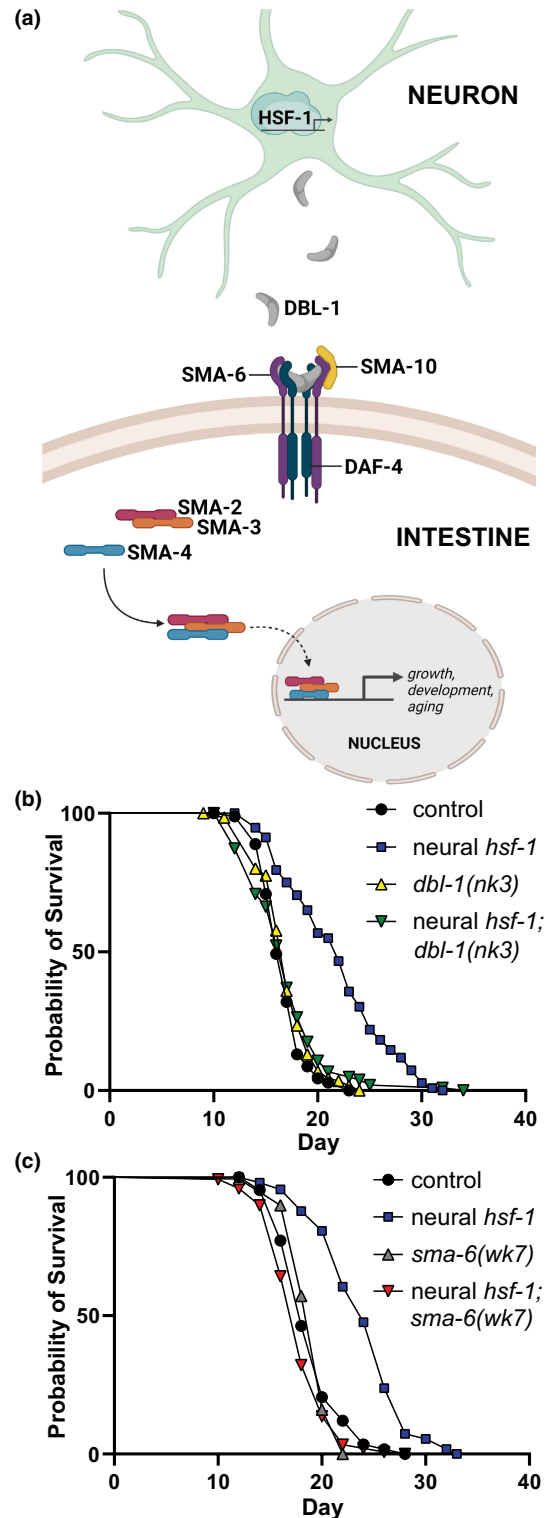 (a)
NEURON
HSF-1
DBL-1
SMA-6
SMA-10
DAF-4
SMA-2
SMA-3
SMA-4
INTESTINE
growth,
development,
aging
NUCLEUS
(b)
control
neural hsf-1
dbl-1(nk3)
neural hsf-1;
dbl-1(nk3)
Probability of Survival
100
50
0
0 10 20 30 40
Day
(c)
control
neural hsf-1
sma-6(wk7)
neural hsf-1;
sma-6(wk7)
Probability of Survival
100
50
0
0 10 20 30 40
Day